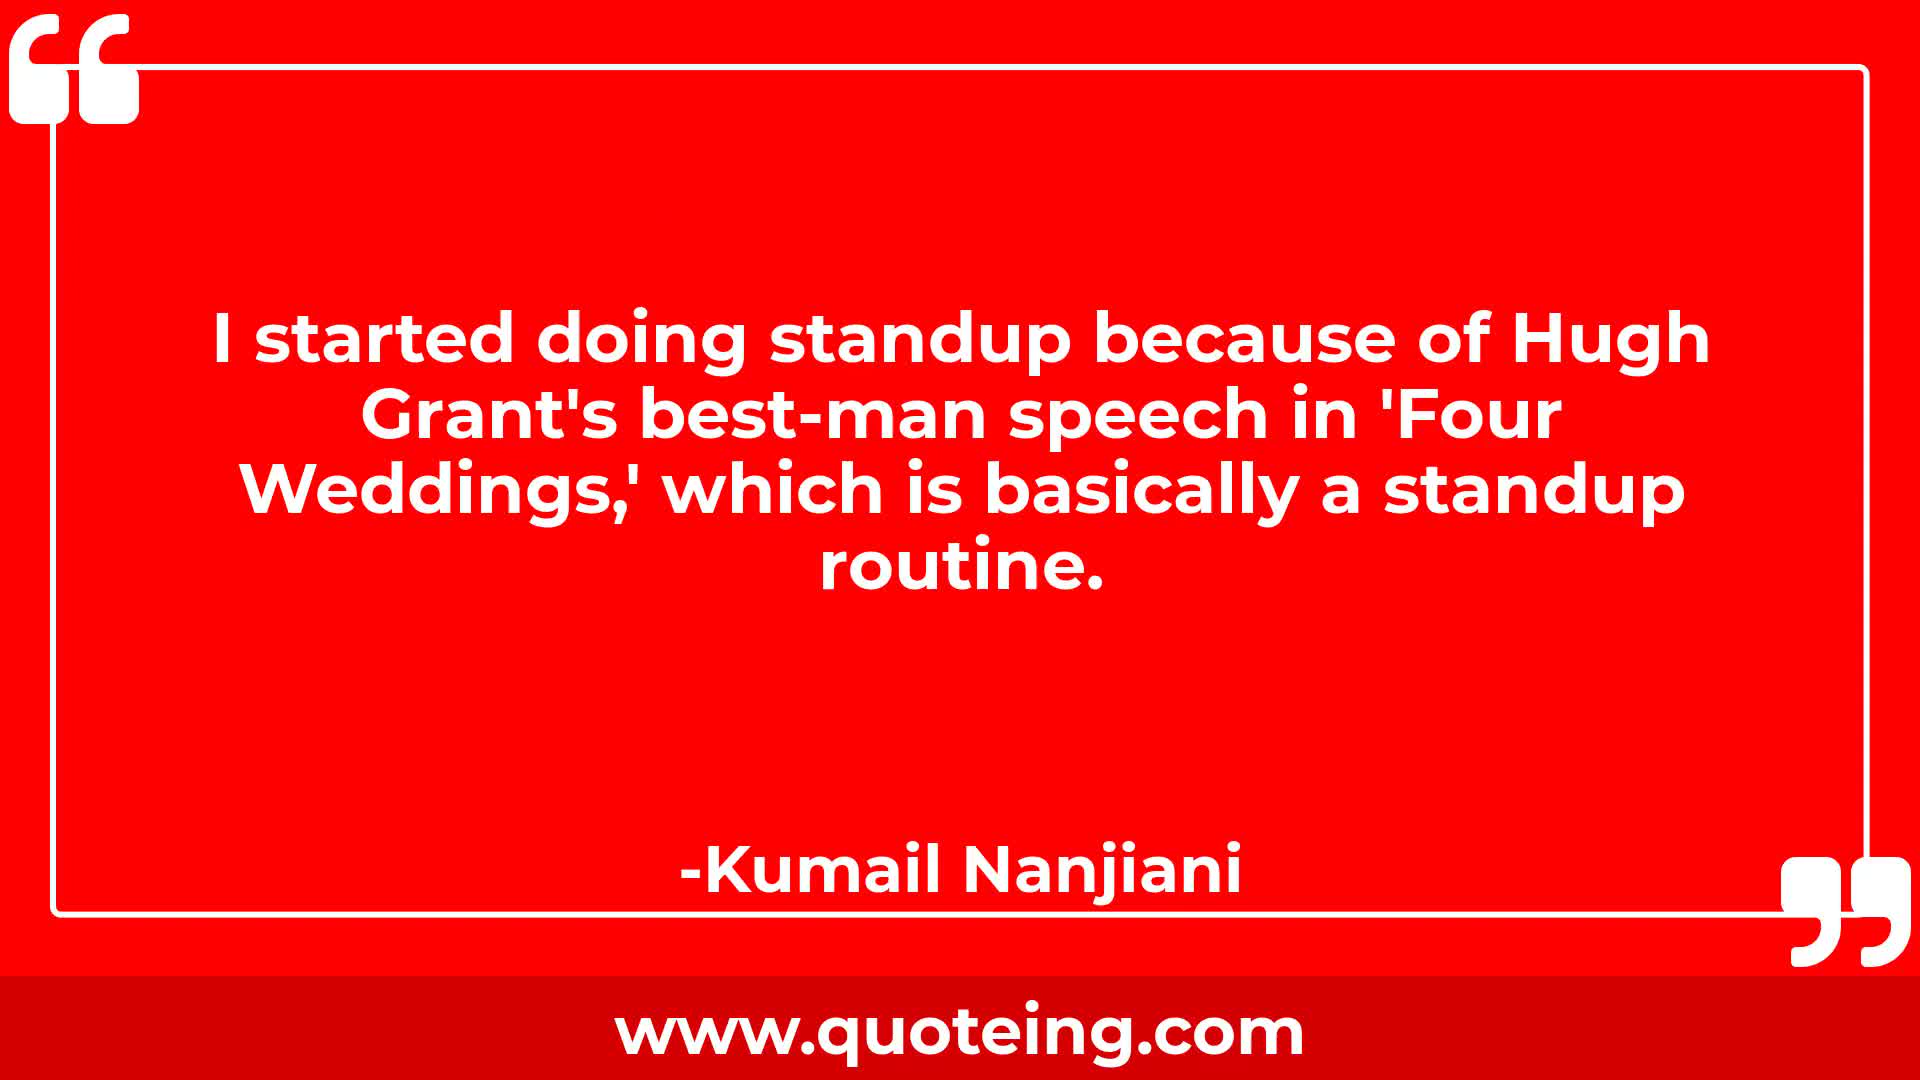 I started doing standup because of Hugh
Grant's best-man speech in 'Four
Weddings,' which is basically a standup
routine.
-Kumail Nanjiani
www.quoteing.com